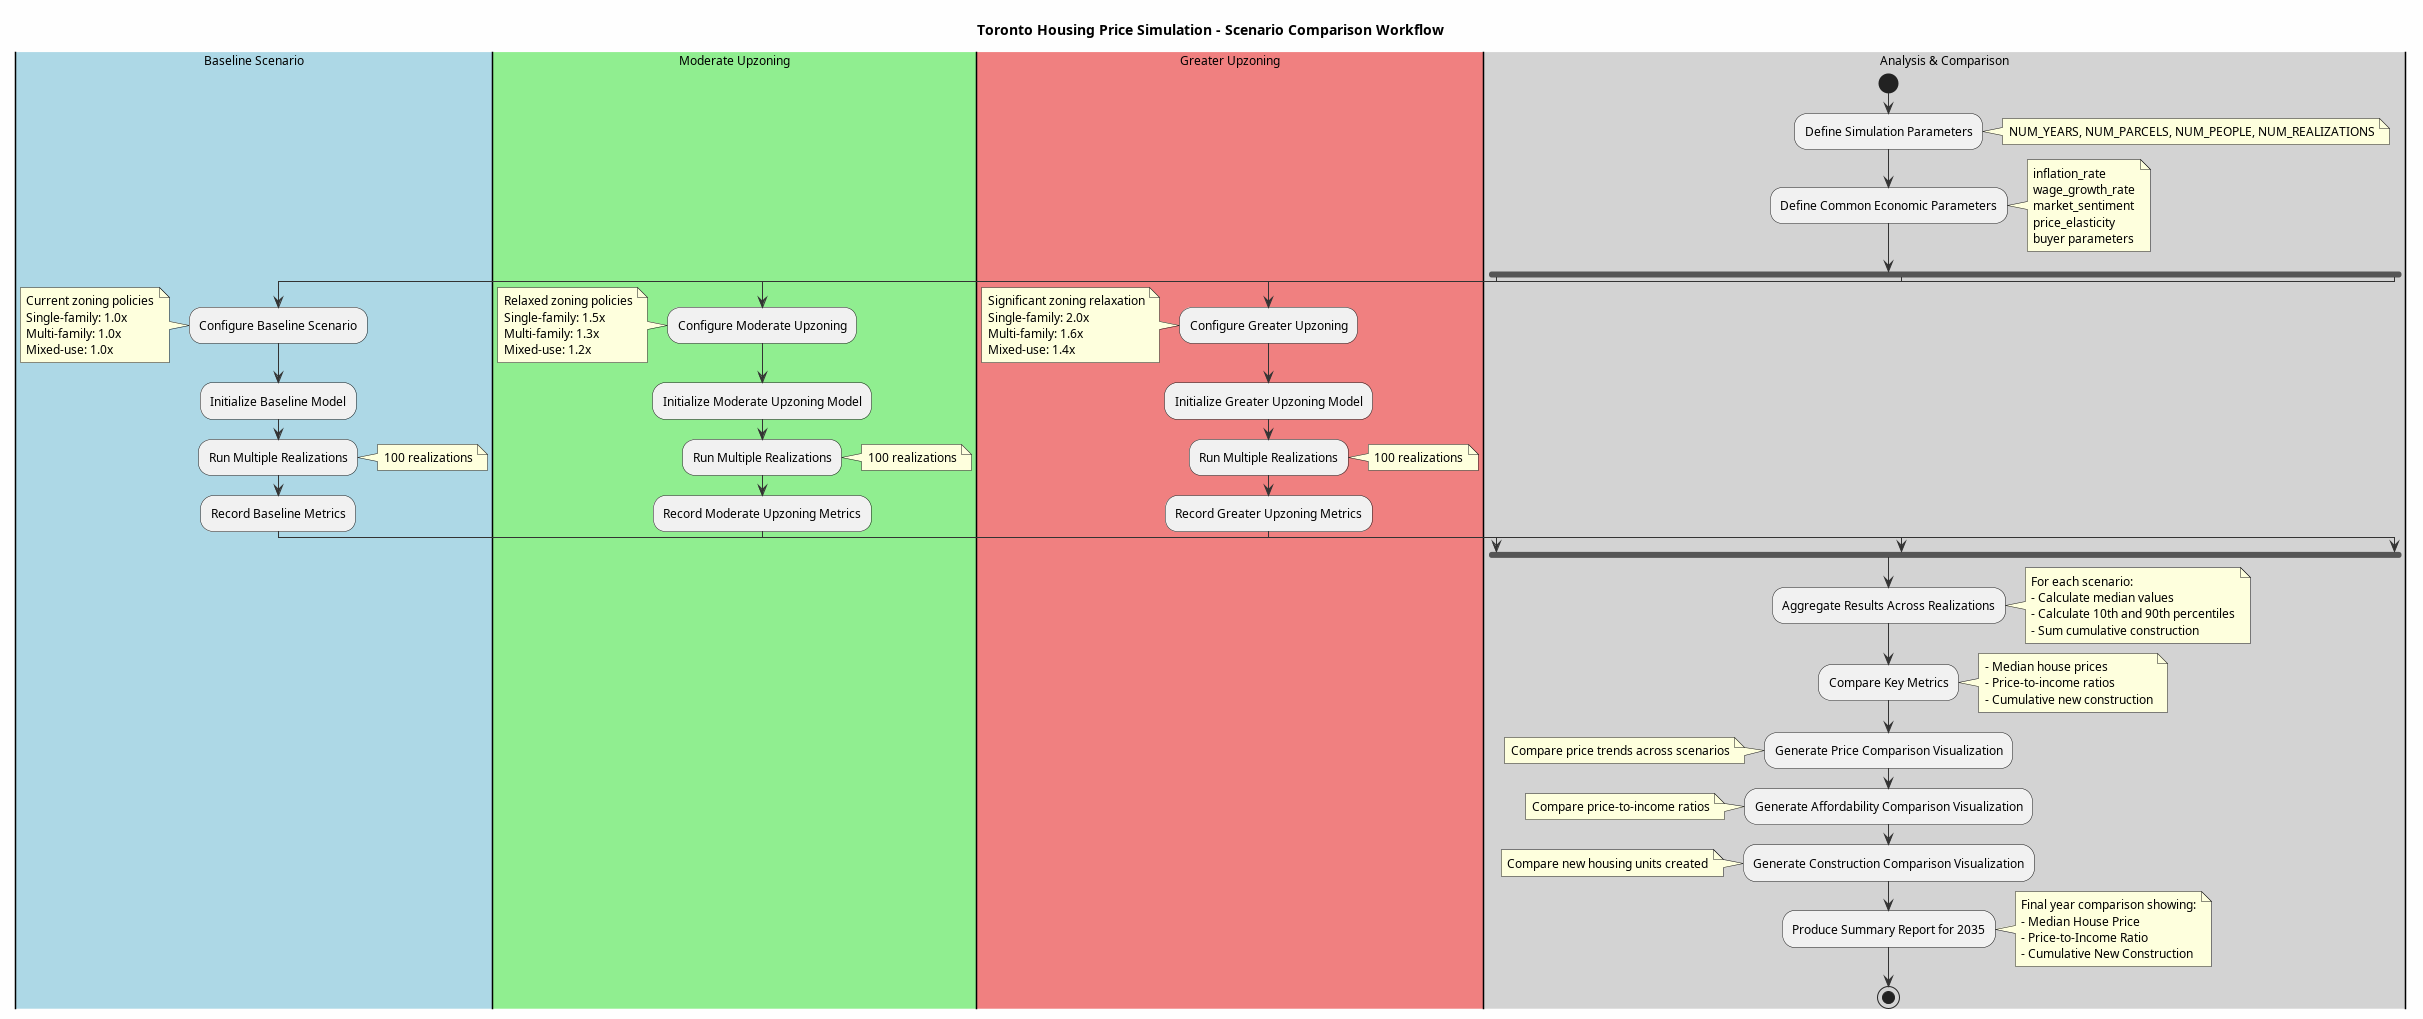 Toronto Housing Price Simulation - Scenario Comparison Workflow
Baseline Scenario
Moderate Upzoning
Greater Upzoning
Analysis & Comparison
Define Simulation Parameters
NUM_YEARS, NUM_PARCELS, NUM_PEOPLE, NUM_REALIZATIONS
Define Common Economic Parameters
inflation_rate
wage_growth_rate
market_sentiment
price_elasticity
buyer parameters
Current zoning policies
Single-family: 1.0x
Multi-family: 1.0x
Mixed-use: 1.0x
Configure Baseline Scenario
Initialize Baseline Model
Run Multiple Realizations
100 realizations
Record Baseline Metrics
Relaxed zoning policies
Single-family: 1.5x
Multi-family: 1.3x
Mixed-use: 1.2x
Configure Moderate Upzoning
Initialize Moderate Upzoning Model
Run Multiple Realizations
100 realizations
Record Moderate Upzoning Metrics
Significant zoning relaxation
Single-family: 2.0x
Multi-family: 1.6x
Mixed-use: 1.4x
Configure Greater Upzoning
Initialize Greater Upzoning Model
Run Multiple Realizations
100 realizations
Record Greater Upzoning Metrics
Aggregate Results Across Realizations
For each scenario:
- Calculate median values
- Calculate 10th and 90th percentiles
- Sum cumulative construction
Compare Key Metrics
- Median house prices
- Price-to-income ratios
- Cumulative new construction
Compare price trends across scenarios
Generate Price Comparison Visualization
Compare price-to-income ratios
Generate Affordability Comparison Visualization
Compare new housing units created
Generate Construction Comparison Visualization
Produce Summary Report for 2035
Final year comparison showing:
- Median House Price
- Price-to-Income Ratio
- Cumulative New Construction